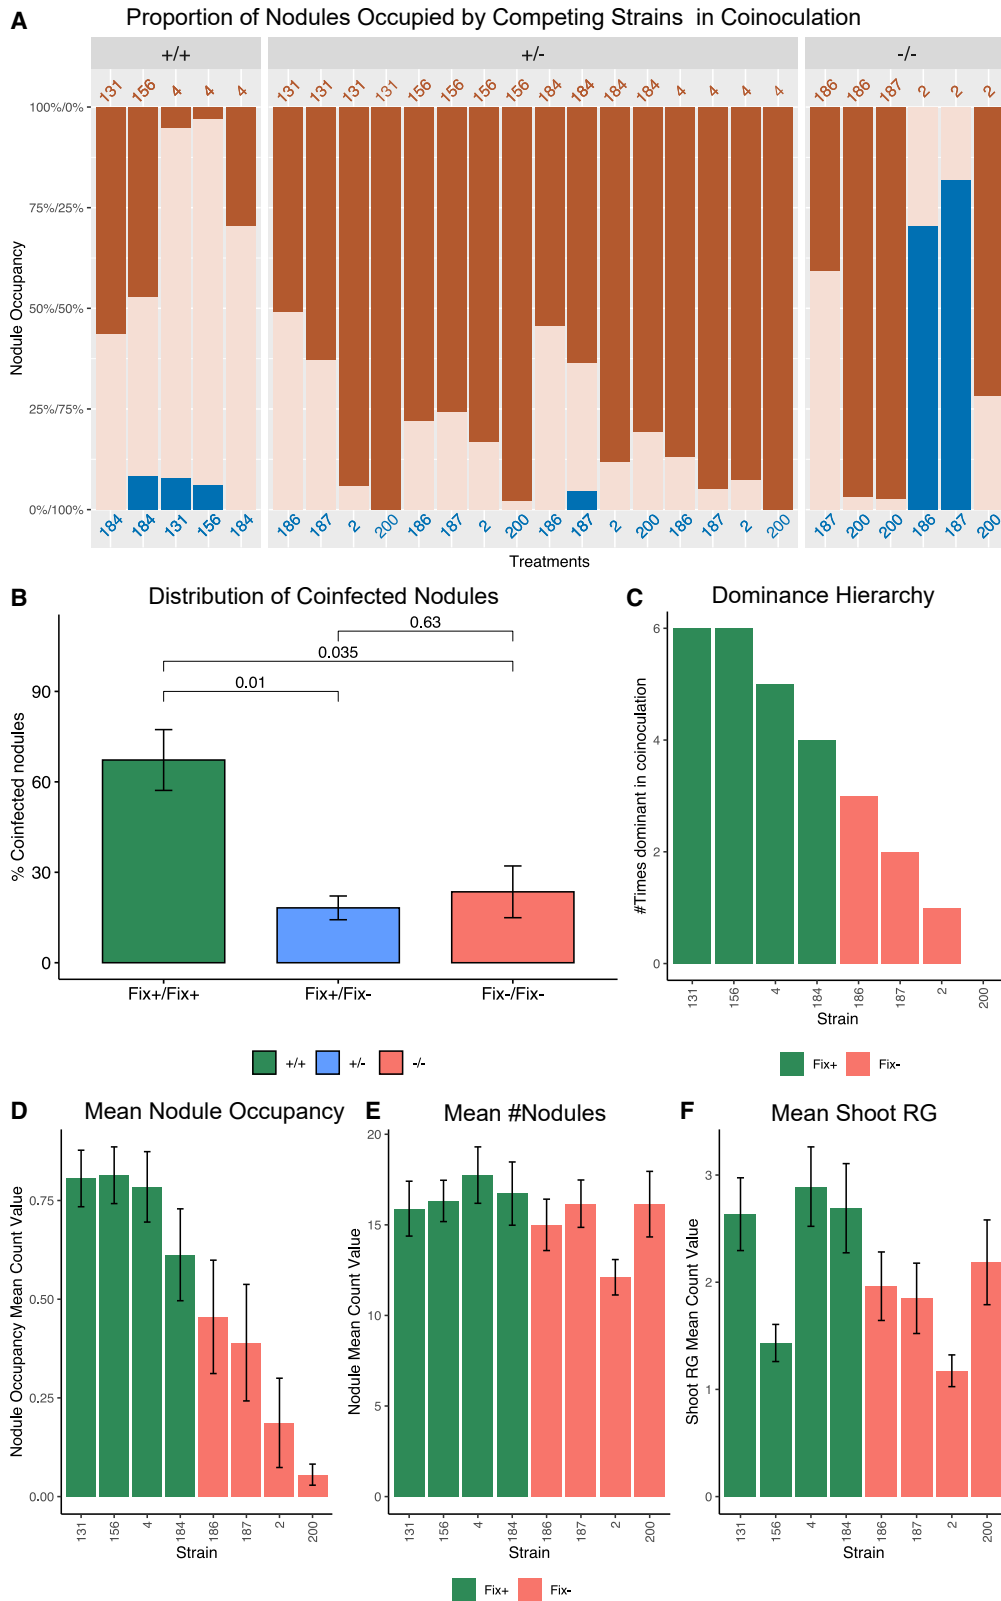 A Proportion of Nodules Occupied by Competing Strains in Coinoculation
+/+ +/- -/-
131 156 4 4 4 131 131 131 131 156 156 156 156 184 184 184 184 4 4 4 4 186 186 187 2 2 2
100%/0%
75%/25%
50%/50%
25%/75%
0%/100%
Nodule Occupancy
184 184 131 156 184 186 187 2 200 186 187 2 200 186 187 2 200 186 187 2 200 187 200 200 186 187 200
Treatments
B Distribution of Coinfected Nodules
0.63
0.035
0.01
90
60
30
0
% Coinfected nodules
Fix+/Fix+ Fix+/Fix- Fix-/Fix-
+/+ +/- -/-
C Dominance Hierarchy
6
4
2
0
#Times dominant in coinoculation
131 156 4 184 186 187 2 200
Strain
Fix+ Fix-
D Mean Nodule Occupancy
0.75
0.50
0.25
0.00
Nodule Occupancy Mean Count Value
131 156 4 184 186 187 2 200
Strain
E Mean #Nodules
20
15
10
5
0
Nodule Mean Count Value
131 156 4 184 186 187 2 200
Strain
F Mean Shoot RG
3
2
1
0
Shoot RG Mean Count Value
131 156 4 184 186 187 2 200
Strain
Fix+ Fix-